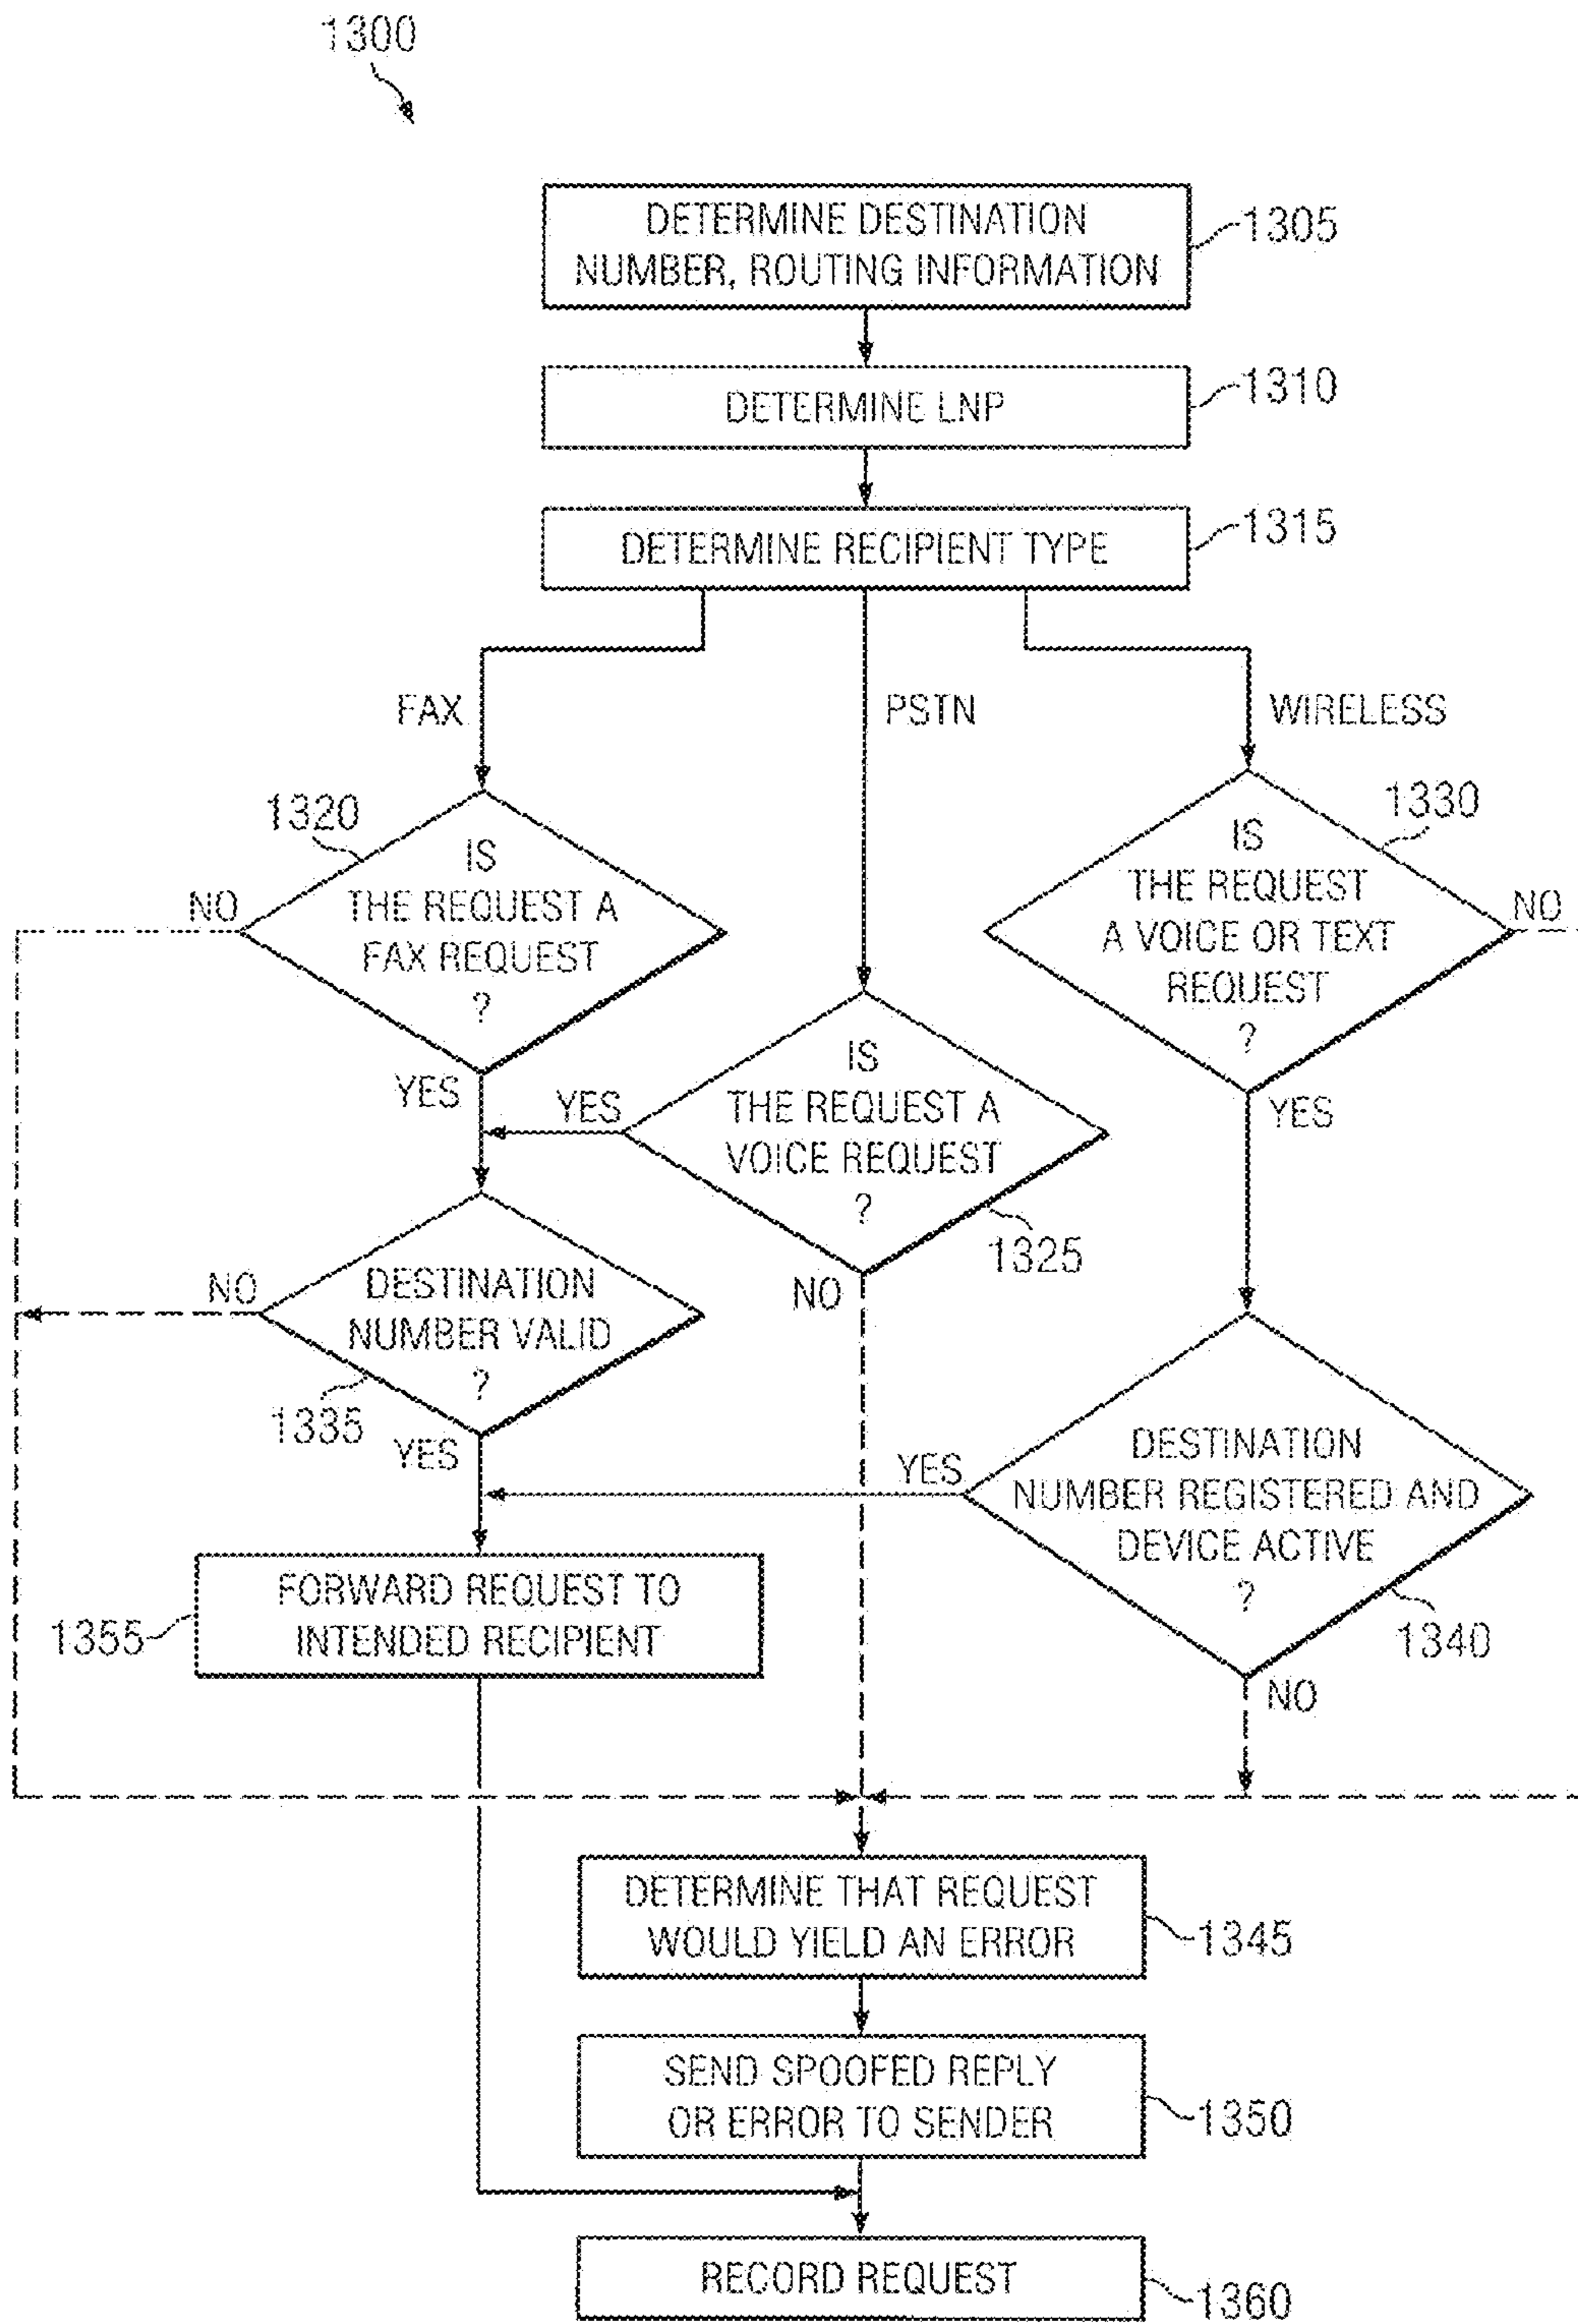 1300
DETERMINE DESTINATION
NUMBER, ROUTING INFORMATION
1305
DETERMINE LNP
1310
DETERMINE RECIPIENT TYPE
1315
FAX
PSTN
WIRELESS
1320
IS
THE REQUEST A
FAX REQUEST
?
NO
YES
1330
IS
THE REQUEST
A VOICE OR TEXT
REQUEST
?
NO
YES
IS
THE REQUEST A
VOICE REQUEST
?
YES
1325
NO
DESTINATION
NUMBER VALID
?
NO
1335
YES
DESTINATION
NUMBER REGISTERED AND
DEVICE ACTIVE
?
YES
1340
NO
FORWARD REQUEST TO
INTENDED RECIPIENT
1355
DETERMINE THAT REQUEST
WOULD YIELD AN ERROR
1345
SEND SPOOFED REPLY
OR ERROR TO SENDER
1350
RECORD REQUEST
1360